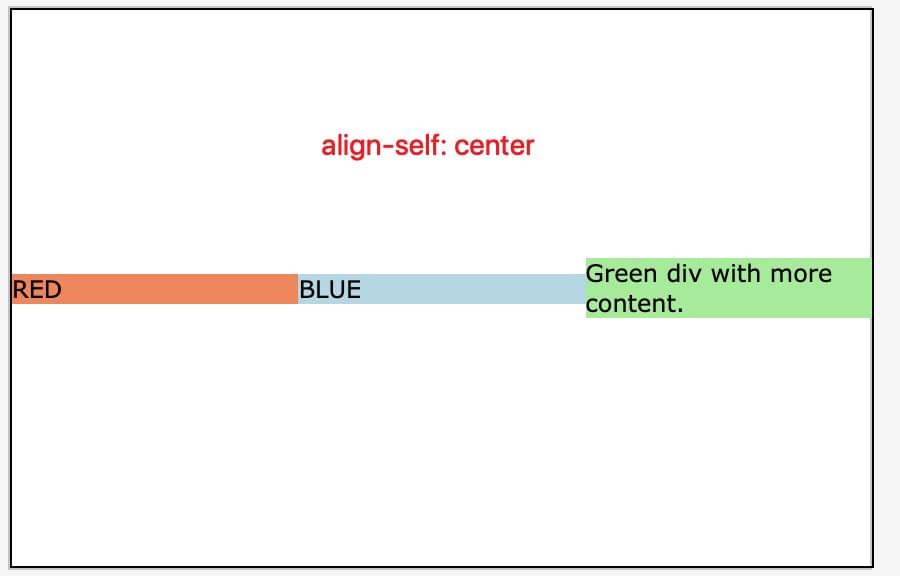 align-self: center
RED
BLUE
Green div with more
content.